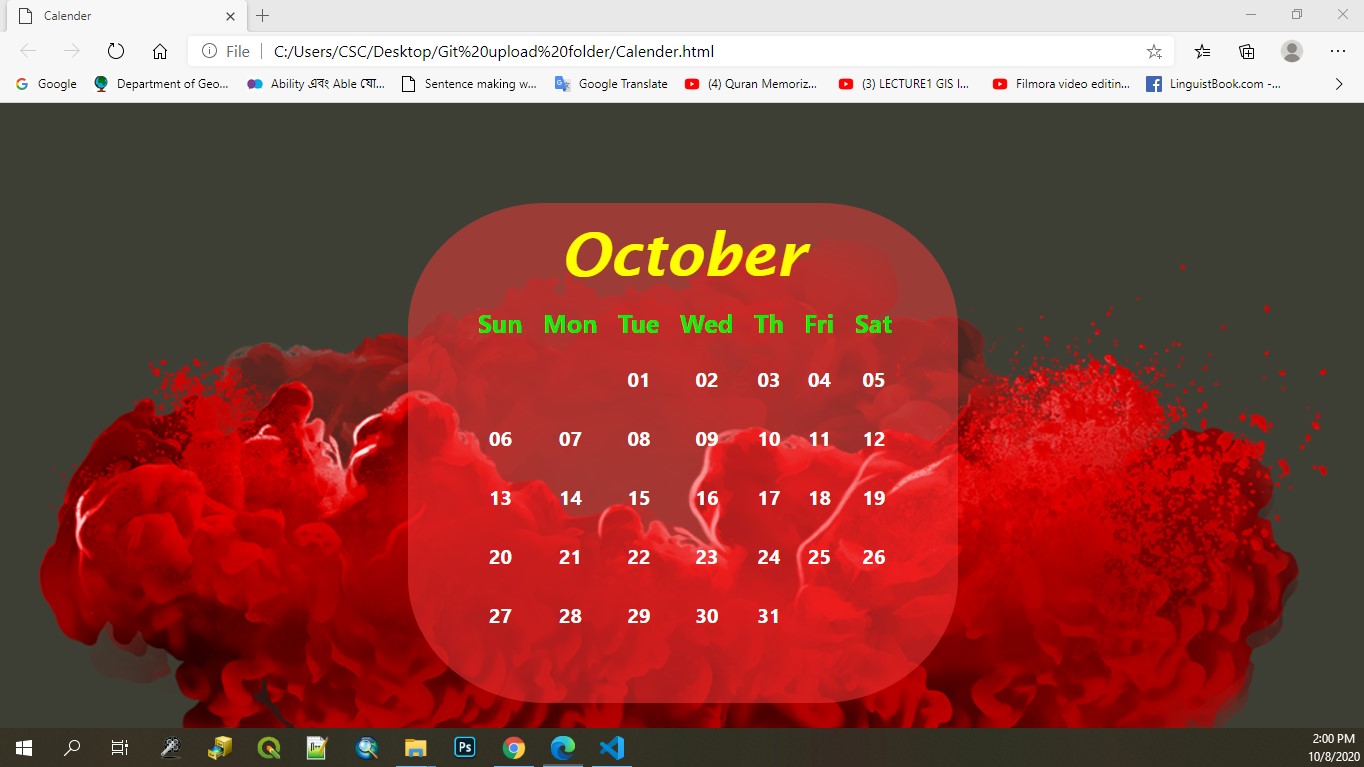 Calender
File C:/Users/CSC/Desktop/Git%20upload%20folder/Calender.html
Google Department of Geo... Ability এবং Able যো... Sentence making w... Google Translate (4) Quran Memoriz... (3) LECTURE1 GIS I... Filmora video editin... LinguistBook.com -...
October
Sun Mon Tue Wed Th Fri Sat
01 02 03 04 05
06 07 08 09 10 11 12
13 14 15 16 17 18 19
20 21 22 23 24 25 26
27 28 29 30 31
Ps
2:00 PM
10/8/2020